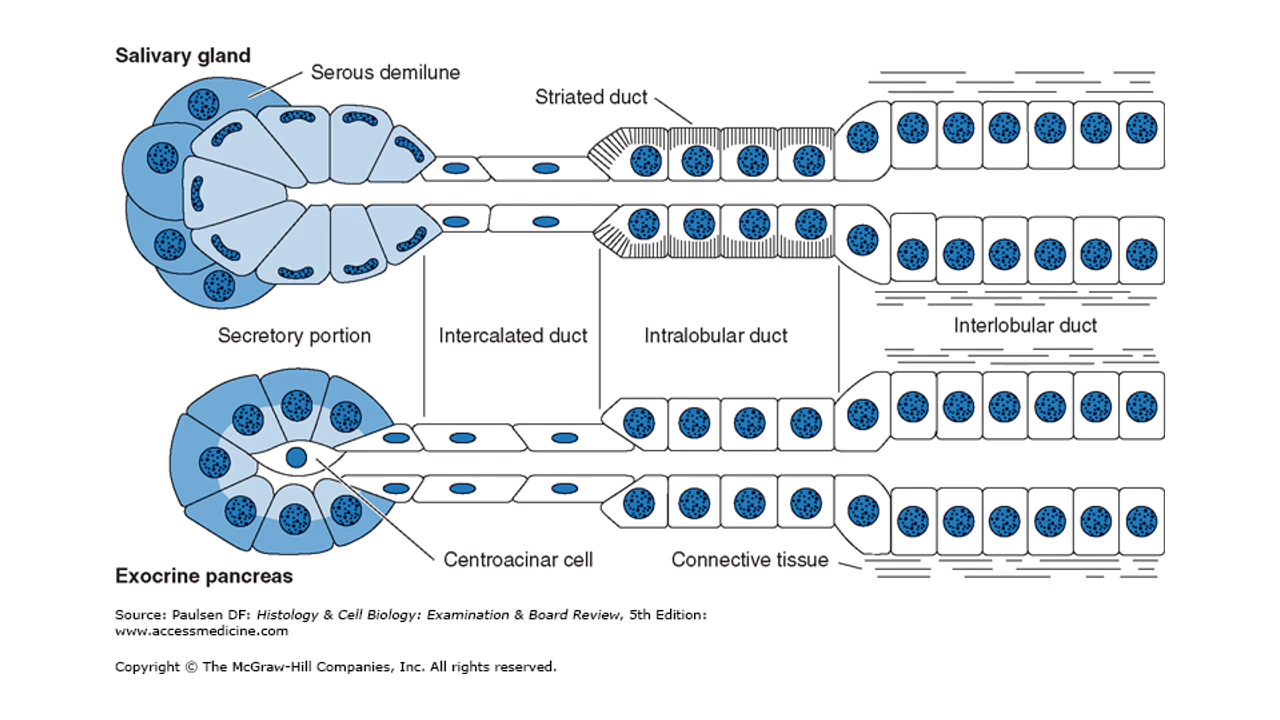 Salivary gland
Serous demilune
Striated duct
Secretory portion
Intercalated duct
Intralobular duct
Interlobular duct
Centroacinar cell
Connective tissue
Exocrine pancreas
Source: Paulsen DF: Histology & Cell Biology: Examination & Board Review, 5th Edition:
www.accessmedicine.com
Copyright © The McGraw-Hill Companies, Inc. All rights reserved.